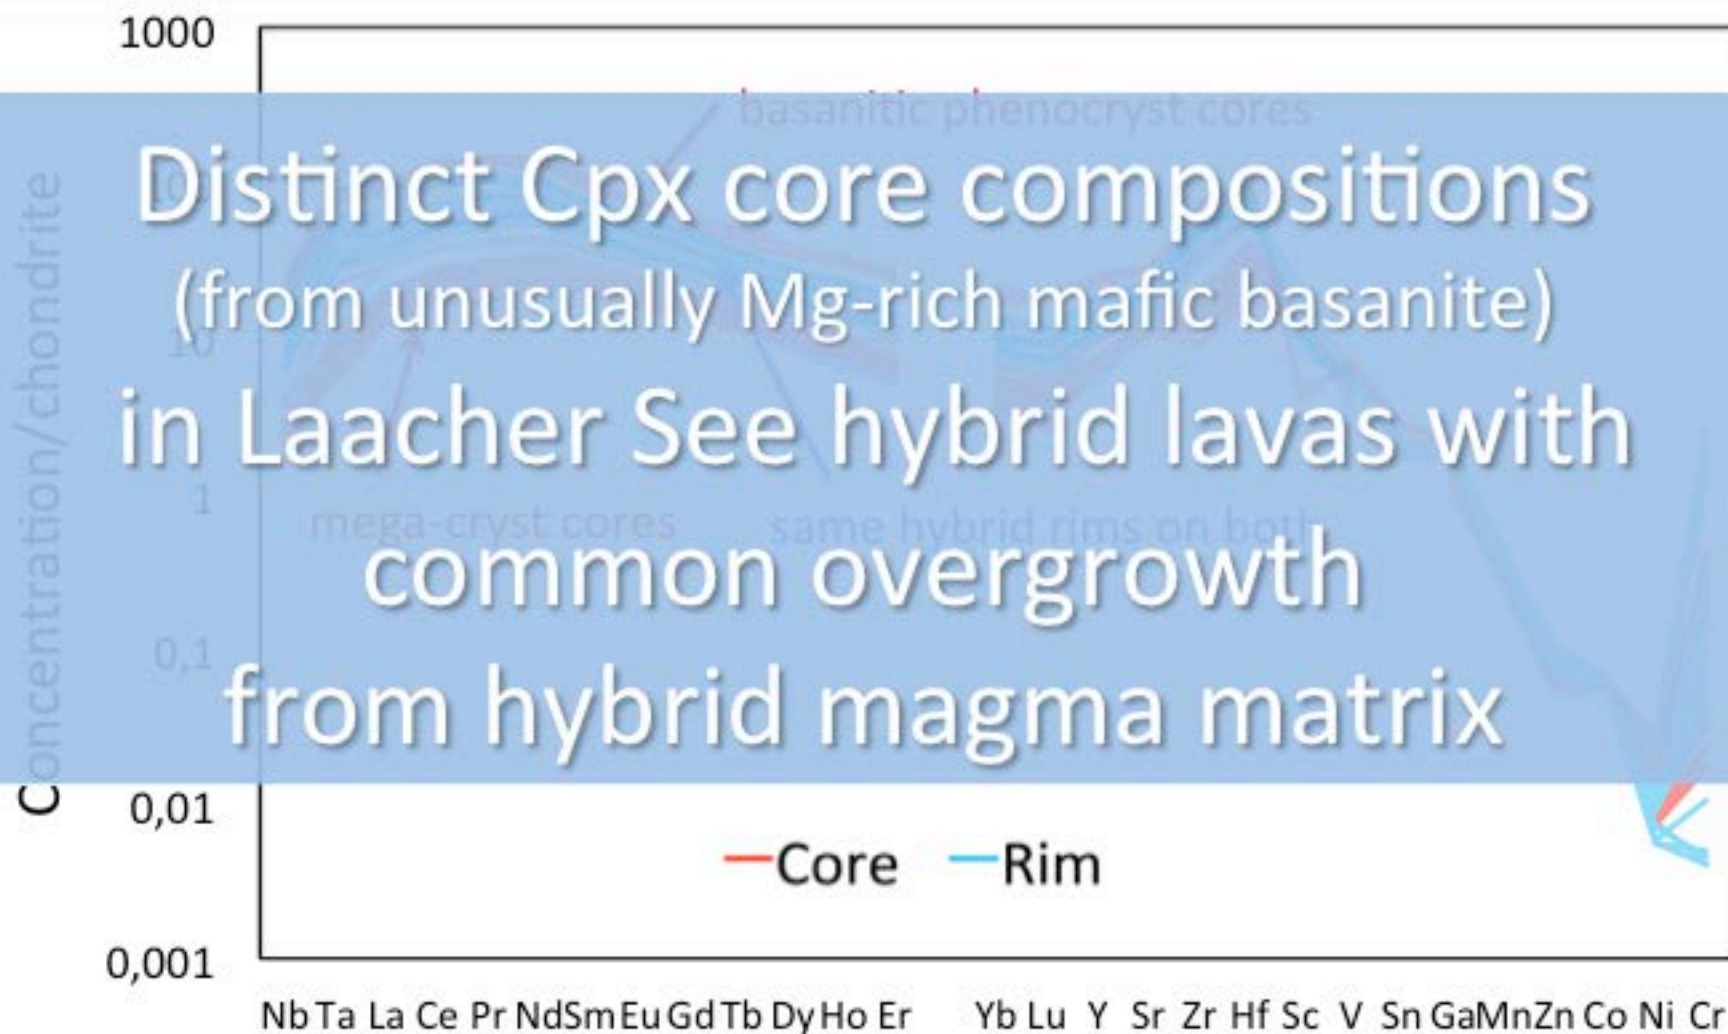 1000
basanitic phenocryst cores
Distinct Cpx core compositions
(from unusually Mg-rich mafic basanite)
10
in Laacher See hybrid lavas with
1
mega-cryst cores same hybrid rims on both
common overgrowth
0,1
from hybrid magma matrix
Concentration/chondrite
0,01
Core Rim
0,001
Nb Ta La Ce Pr Nd Sm Eu Gd Tb Dy Ho Er Yb Lu Y Sr Zr Hf Sc V Sn Ga Mn Zn Co Ni Cr